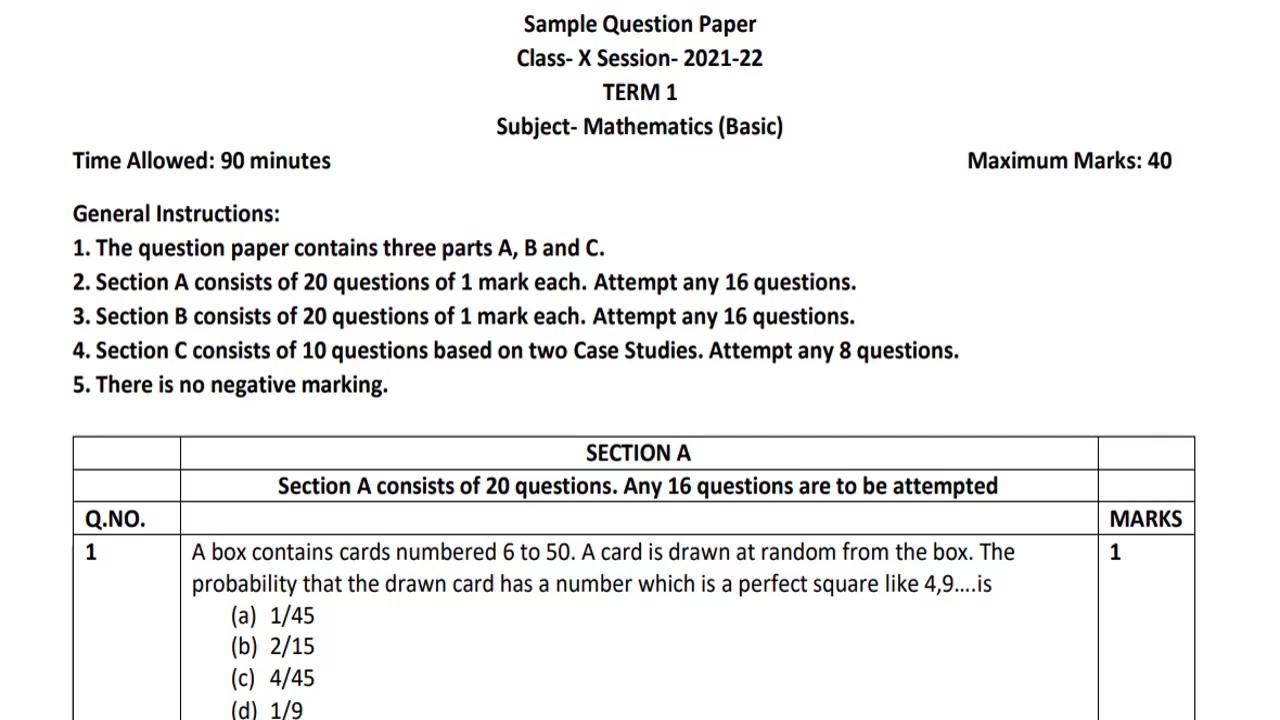 Sample Question Paper
Class- X Session- 2021-22
TERM 1
Subject- Mathematics (Basic)
Time Allowed: 90 minutes Maximum Marks: 40
General Instructions:
1. The question paper contains three parts A, B and C.
2. Section A consists of 20 questions of 1 mark each. Attempt any 16 questions.
3. Section B consists of 20 questions of 1 mark each. Attempt any 16 questions.
4. Section C consists of 10 questions based on two Case Studies. Attempt any 8 questions.
5. There is no negative marking.
SECTION A
Section A consists of 20 questions. Any 16 questions are to be attempted
Q.NO. MARKS
1 A box contains cards numbered 6 to 50. A card is drawn at random from the box. The 1
probability that the drawn card has a number which is a perfect square like 4,9....is
(a) 1/45
(b) 2/15
(c) 4/45
(d) 1/9